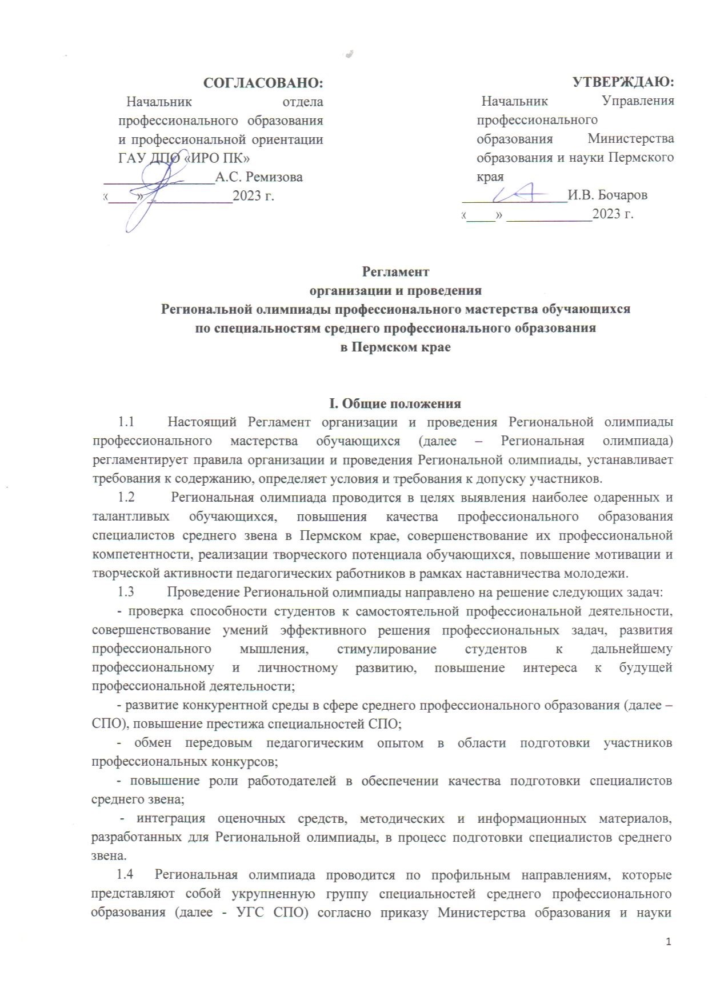 СОГЛАСОВАНО:
Начальник отдела
профессионального образования
и профессиональной ориентации
ГАУ ДПО «ИРО ПК»
_______________А.С. Ремизова
«____» ____________2023 г.
УТВЕРЖДАЮ:
Начальник Управления
профессионального
образования Министерства
образования и науки Пермского
края
_______________И.В. Бочаров
«____» ____________2023 г.
Регламент
организации и проведения
Региональной олимпиады профессионального мастерства обучающихся
по специальностям среднего профессионального образования
в Пермском крае
I. Общие положения
1.1 Настоящий Регламент организации и проведения Региональной олимпиады
профессионального мастерства обучающихся (далее – Региональная олимпиада)
регламентирует правила организации и проведения Региональной олимпиады, устанавливает
требования к содержанию, определяет условия и требования к допуску участников.
1.2 Региональная олимпиада проводится в целях выявления наиболее одаренных и
талантливых обучающихся, повышения качества профессионального образования
специалистов среднего звена в Пермском крае, совершенствование их профессиональной
компетентности, реализации творческого потенциала обучающихся, повышение мотивации и
творческой активности педагогических работников в рамках наставничества молодежи.
1.3 Проведение Региональной олимпиады направлено на решение следующих задач:
- проверка способности студентов к самостоятельной профессиональной деятельности,
совершенствование умений эффективного решения профессиональных задач, развития
профессионального мышления, стимулирование студентов к дальнейшему
профессиональному и личностному развитию, повышение интереса к будущей
профессиональной деятельности;
- развитие конкурентной среды в сфере среднего профессионального образования (далее –
СПО), повышение престижа специальностей СПО;
- обмен передовым педагогическим опытом в области подготовки участников
профессиональных конкурсов;
- повышение роли работодателей в обеспечении качества подготовки специалистов
среднего звена;
- интеграция оценочных средств, методических и информационных материалов,
разработанных для Региональной олимпиады, в процесс подготовки специалистов среднего
звена.
1.4 Региональная олимпиада проводится по профильным направлениям, которые
представляют собой укрупненную группу специальностей среднего профессионального
образования (далее - УГС СПО) согласно приказу Министерства образования и науки
1